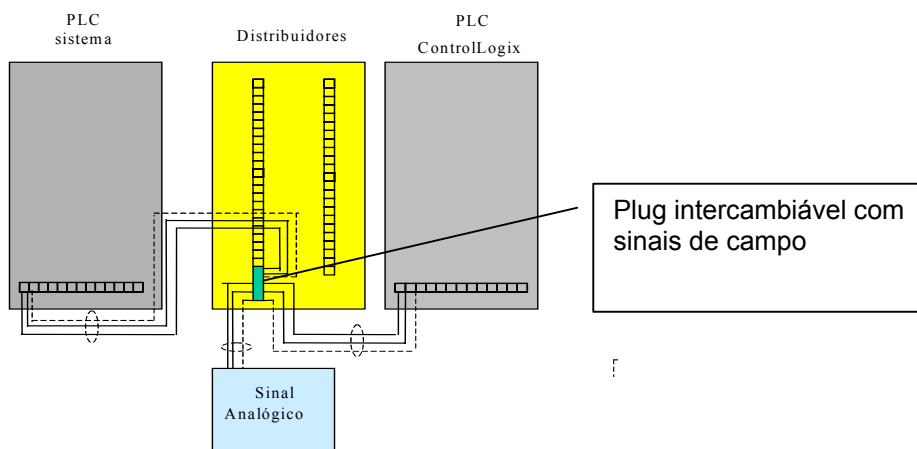 PLC
sistema
Distribuidores
PLC
ControlLogix
Plug intercambiável com
sinais de campo
Sinal
Analógico